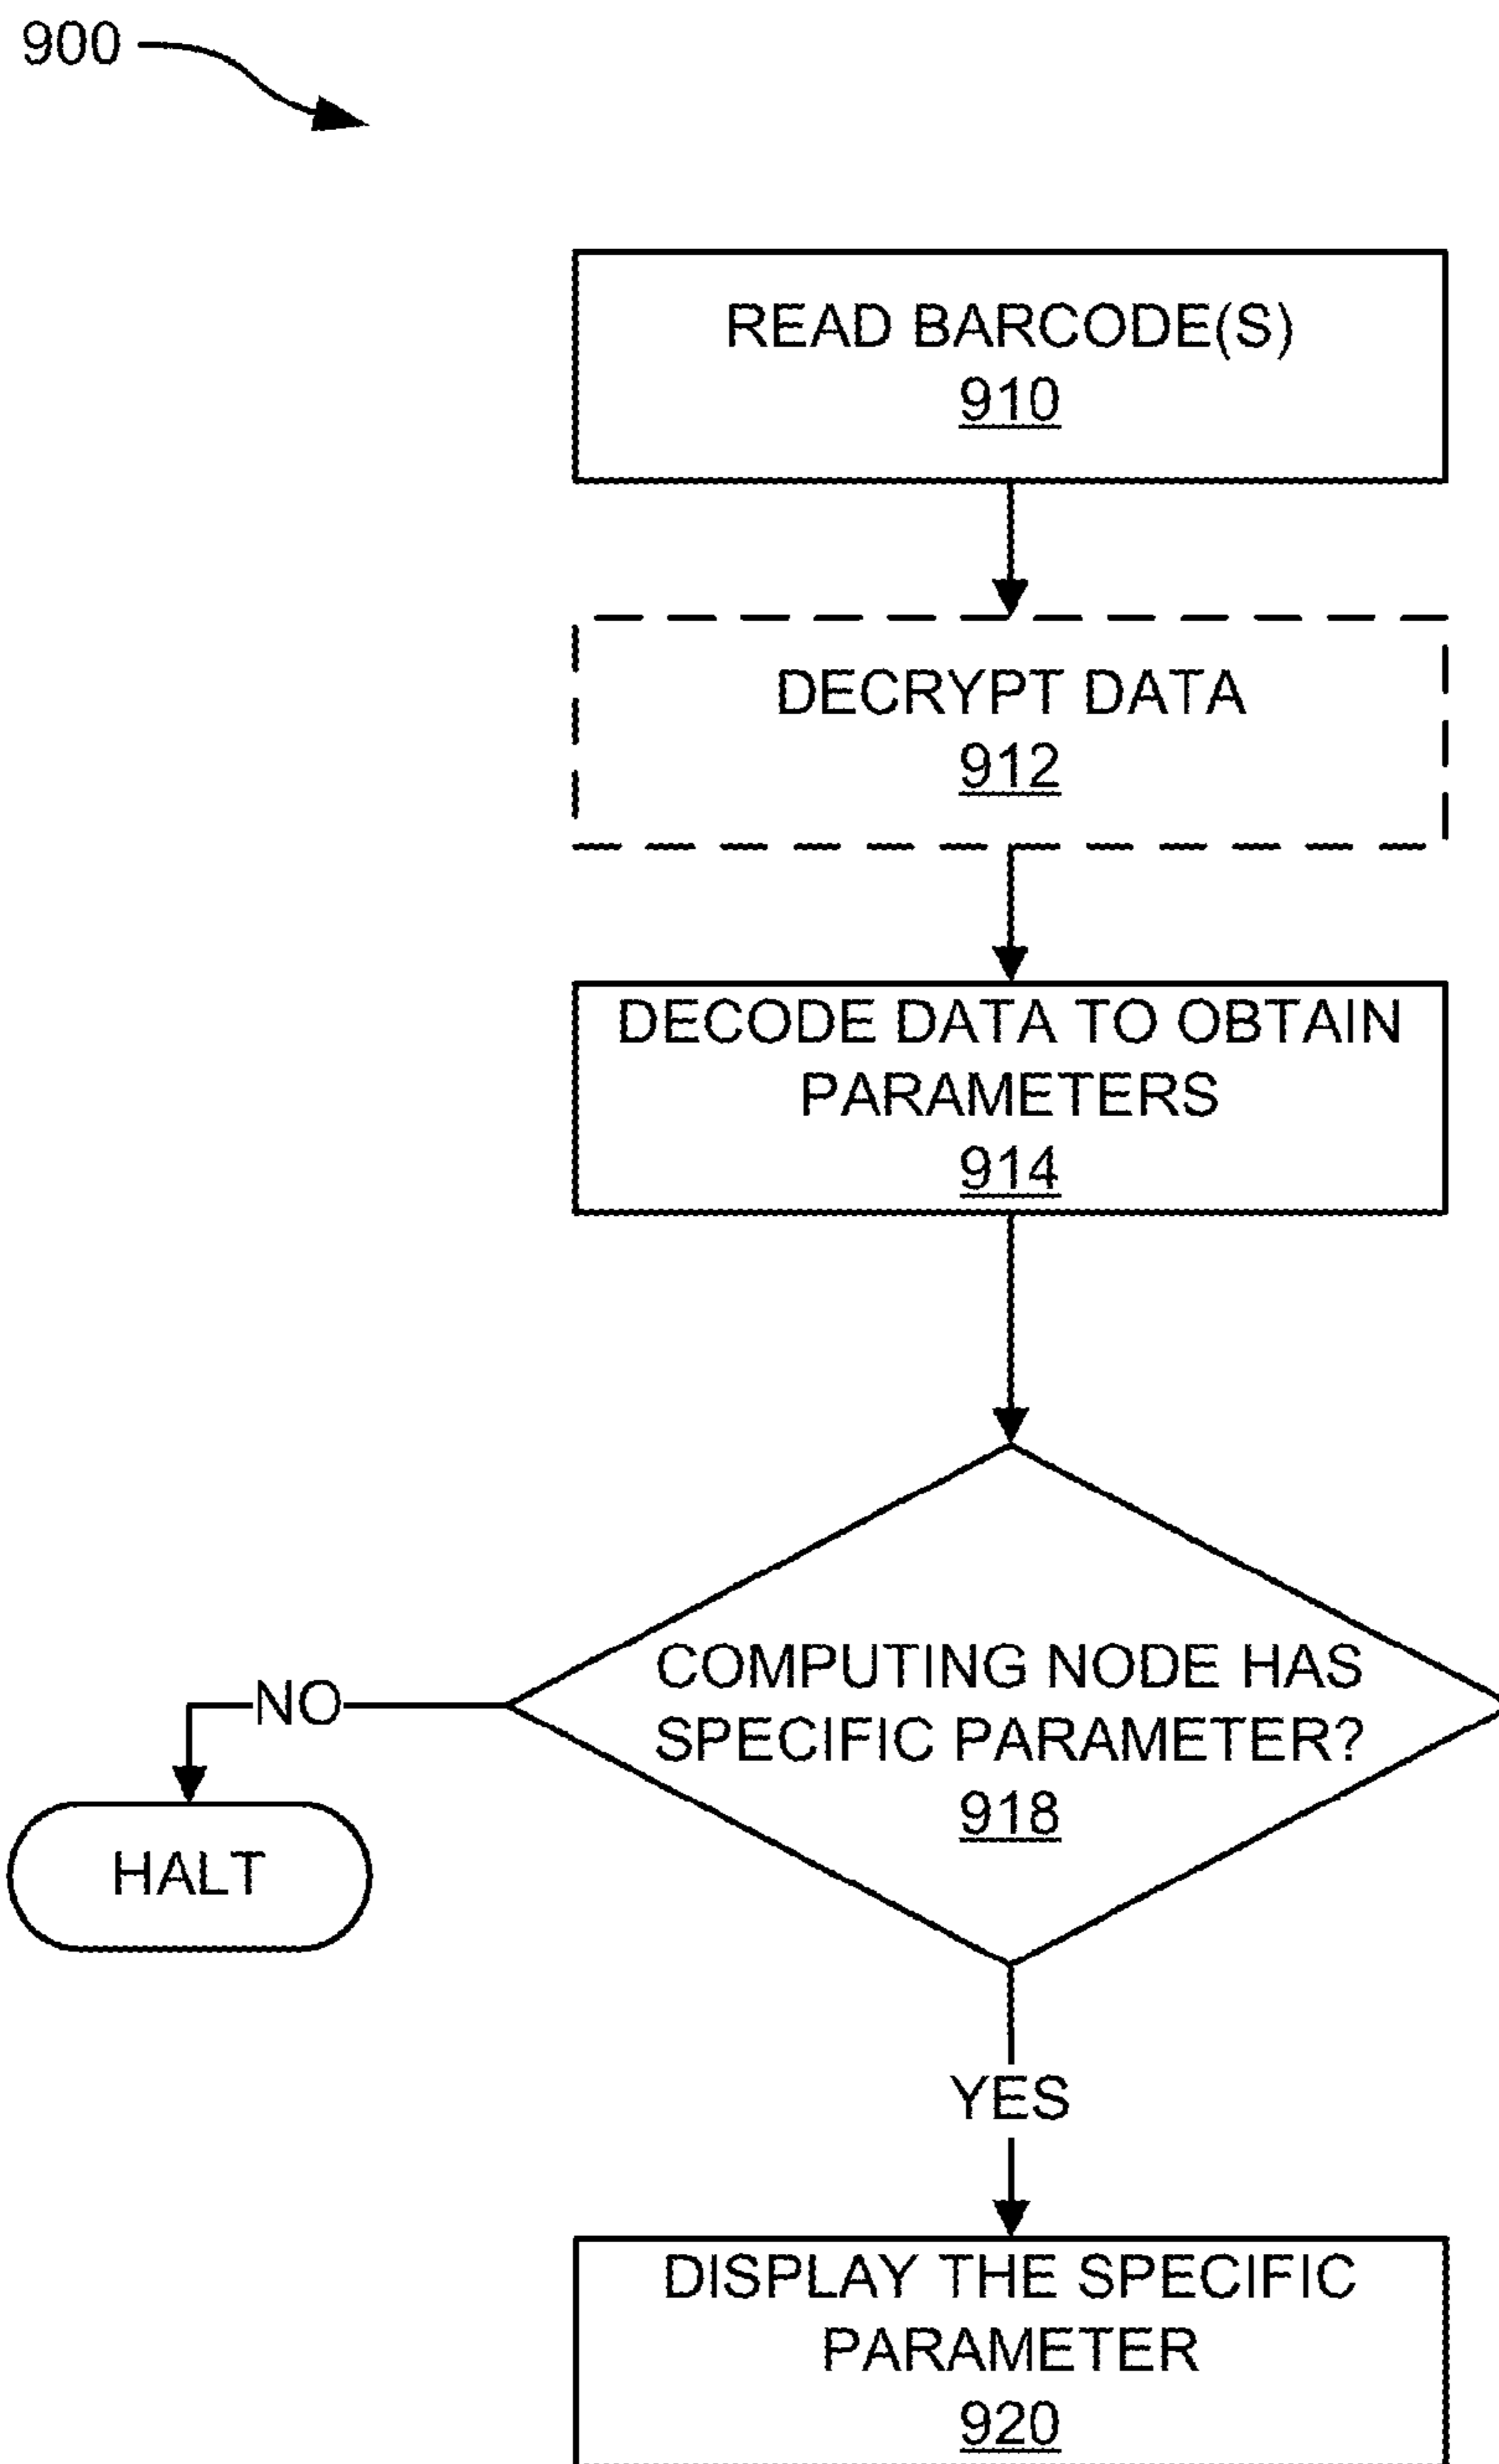 900
READ BARCODE(S)
910
DECRYPT DATA
912
DECODE DATA TO OBTAIN
PARAMETERS
914
COMPUTING NODE HAS
SPECIFIC PARAMETER?
918
NO
HALT
YES
DISPLAY THE SPECIFIC
PARAMETER
920